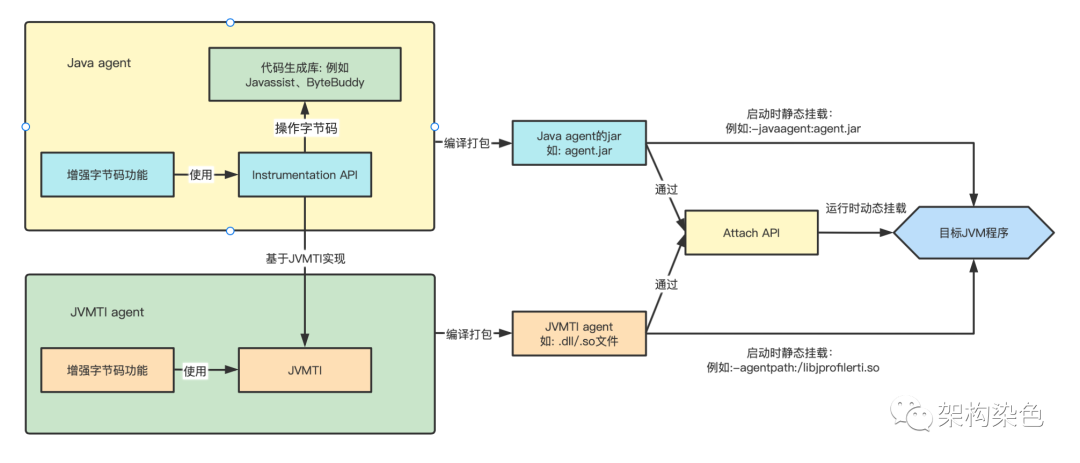 Java agent
代码生成库: 例如
Javassist、ByteBuddy
操作字节码
增强字节码功能
使用
Instrumentation API
基于JVMTI实现
JVMTI agent
增强字节码功能
使用
JVMTI
编译打包
Java agent的jar
如: agent.jar
启动时静态挂载：
例如:-javaagent:agent.jar
通过
Attach API
运行时动态挂载
目标JVM程序
通过
编译打包
JVMTI agent
如: .dll/.so文件
启动时静态挂载：
例如:-agentpath:/libjprofilerti.so
架构染色